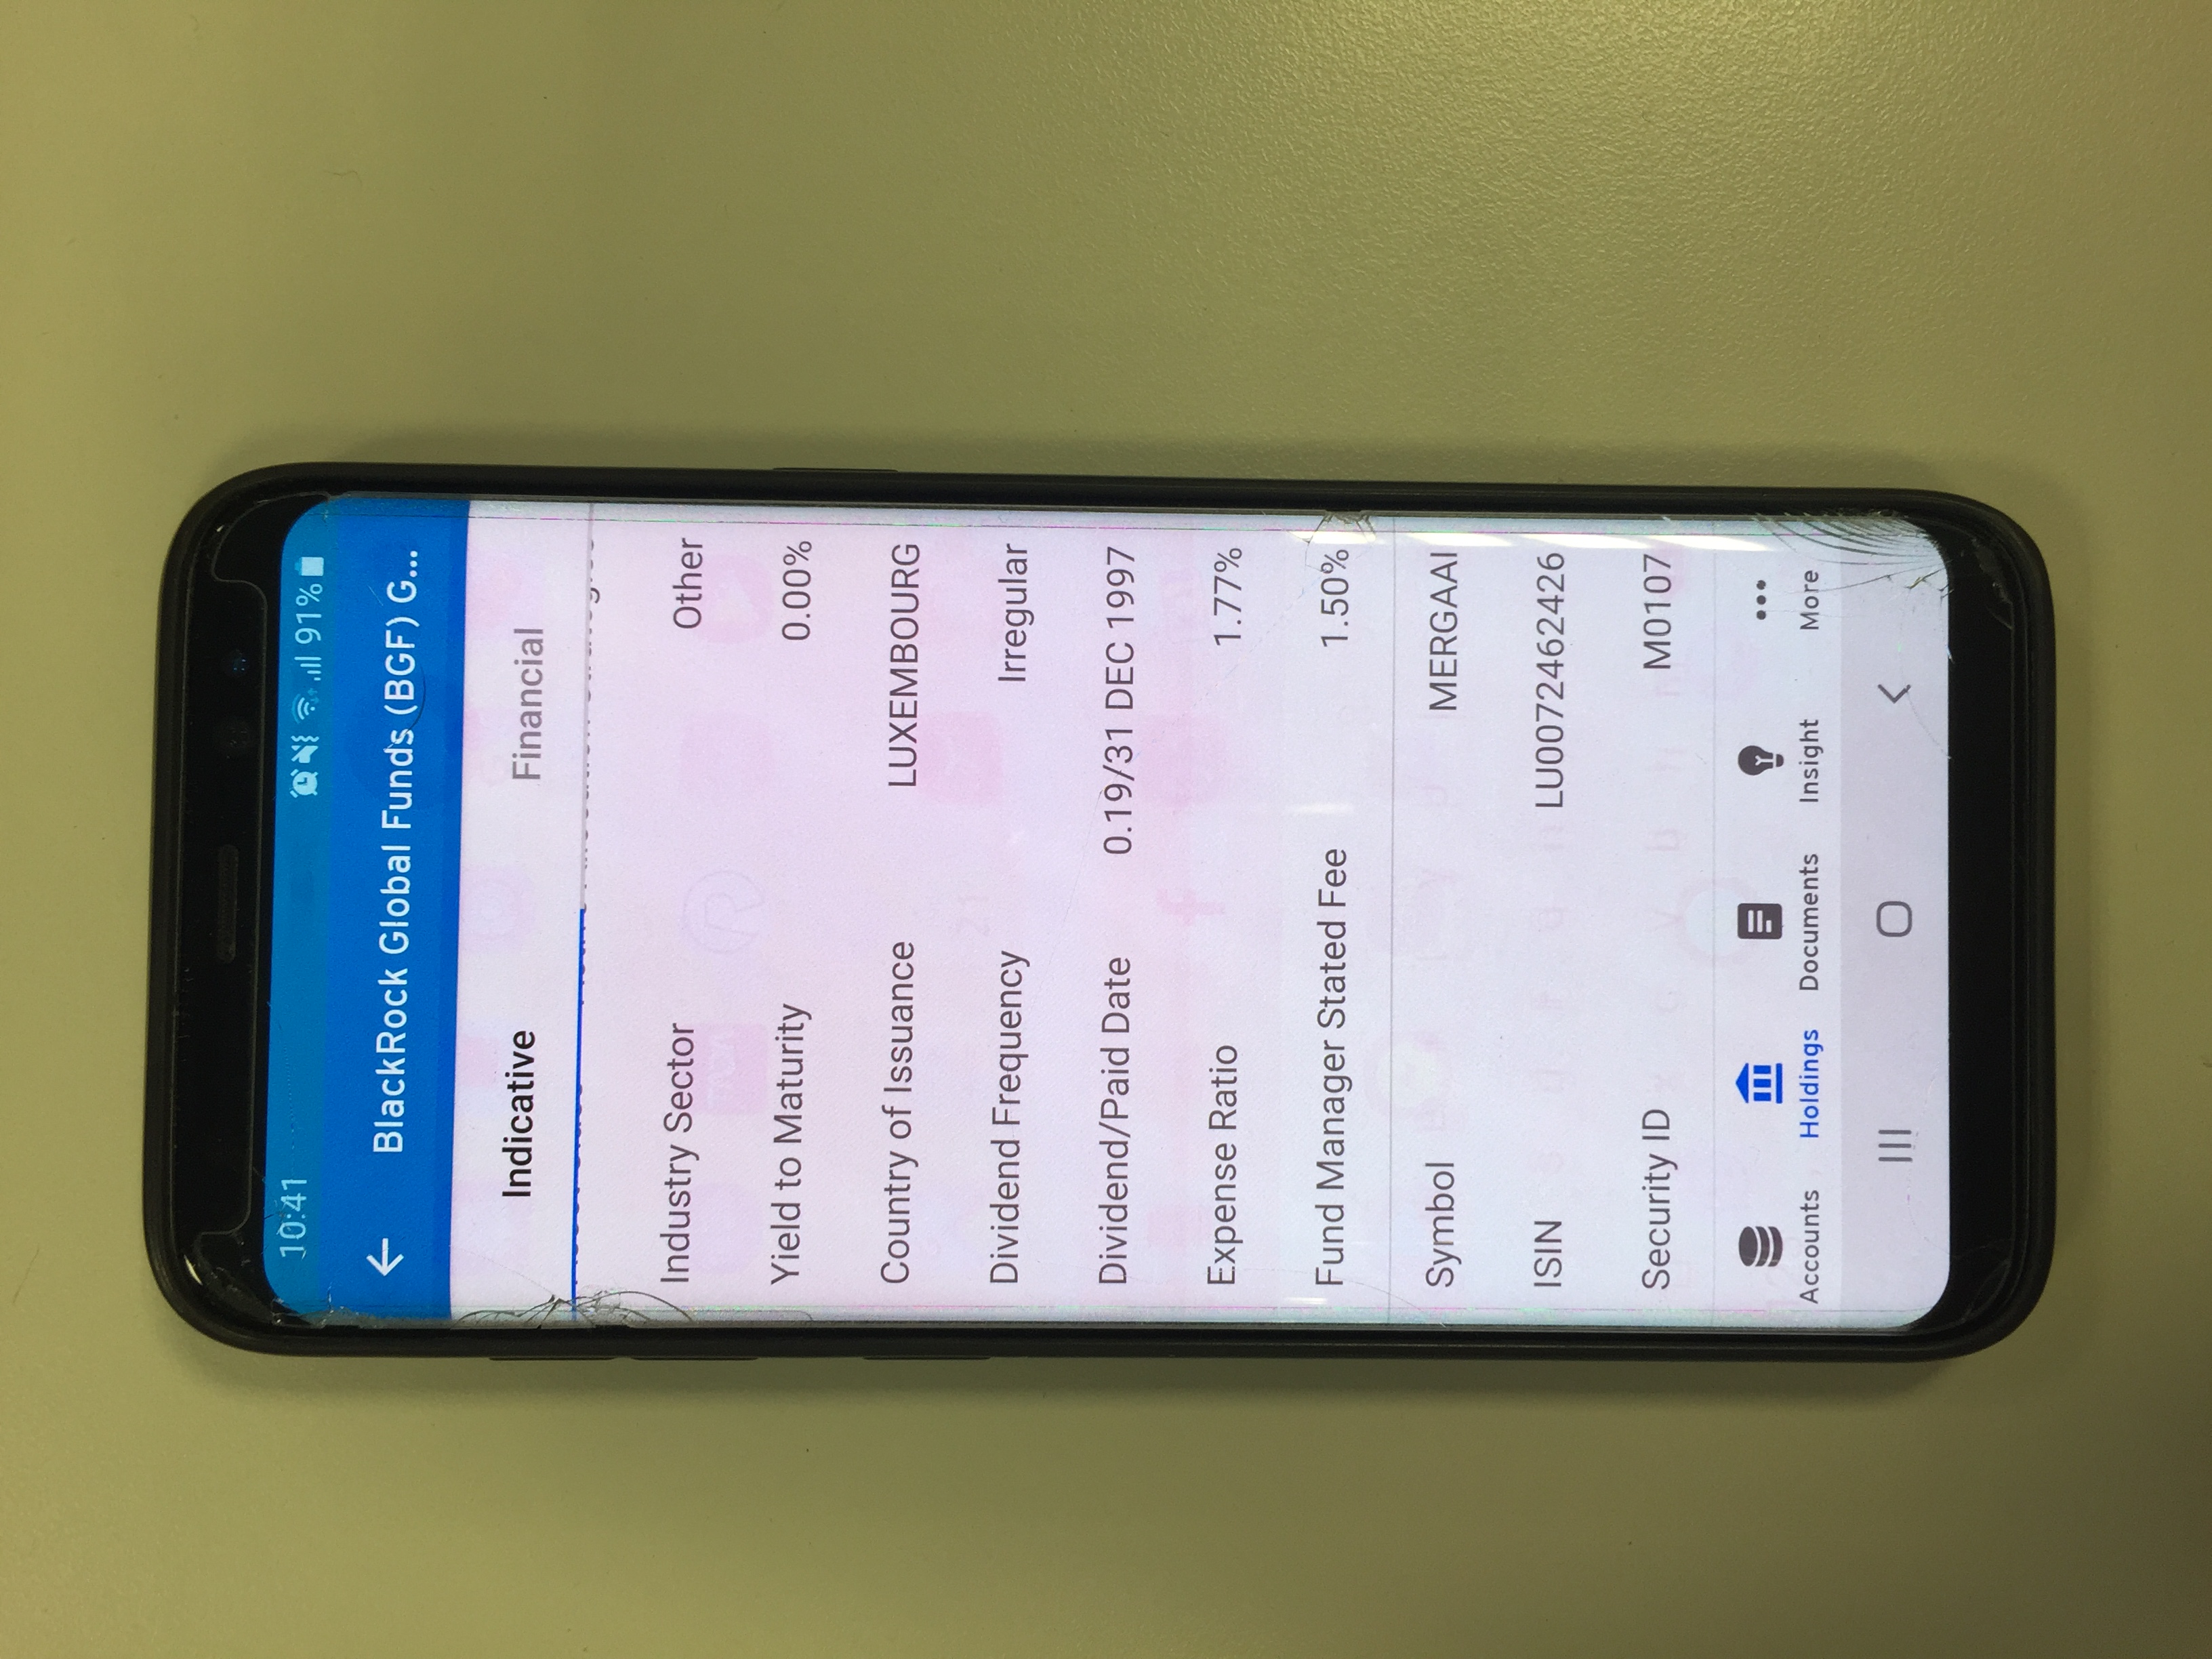 10:41 91%
BlackRock Global Funds (BGF) G...
Indicative Financial
Industry Sector Other
Yield to Maturity 0.00%
Country of Issuance LUXEMBOURG
Dividend Frequency Irregular
Dividend/Paid Date 0.19/31 DEC 1997
Expense Ratio 1.77%
Fund Manager Stated Fee 1.50%
Symbol MERGAAI
ISIN LU0072462426
Security ID M0107
Accounts Holdings Documents Insight More